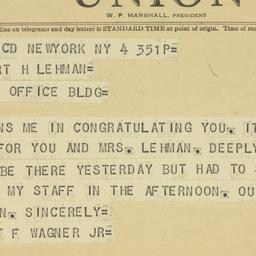 UNION
W. P. MARSHALL, PRESIDENT
line on telegrams and day letters is STANDARD TIME at point of origin. Time of rec
CD NEWYORK NY 4 351P=
RT H LEHMAN=
OFFICE BLDG=
NS ME IN CONGRATULATING YOU. IT
FOR YOU AND MRS. LEHMAN. DEEPLY
BE THERE YESTERDAY BUT HAD TO
MY STAFF IN THE AFTERNOON. OU
N. SINCERELY=
T F WAGNER JR=